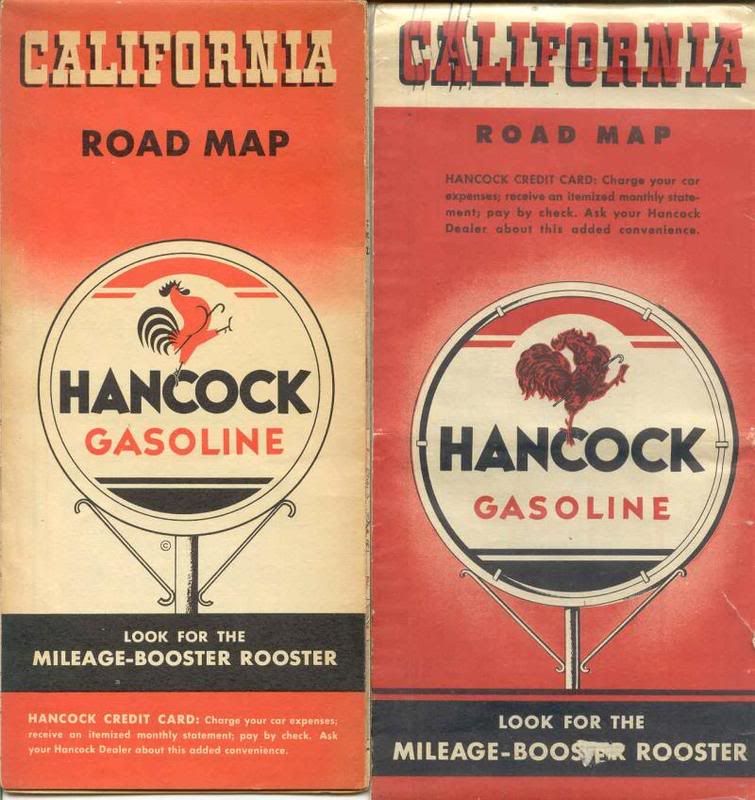 CALIFORNIA
ROAD MAP
HANCOCK
GASOLINE
©
LOOK FOR THE
MILEAGE-BOOSTER ROOSTER
HANCOCK CREDIT CARD: Charge your car expenses;
receive an itemized monthly statement; pay by check. Ask
your Hancock Dealer about this added convenience.
CALIFORNIA
ROAD MAP
HANCOCK CREDIT CARD: Charge your car
expenses; receive an itemized monthly state-
ment; pay by check. Ask your Hancock
Dealer about this added convenience.
HANCOCK
GASOLINE
LOOK FOR THE
MILEAGE-BOOSTER ROOSTER